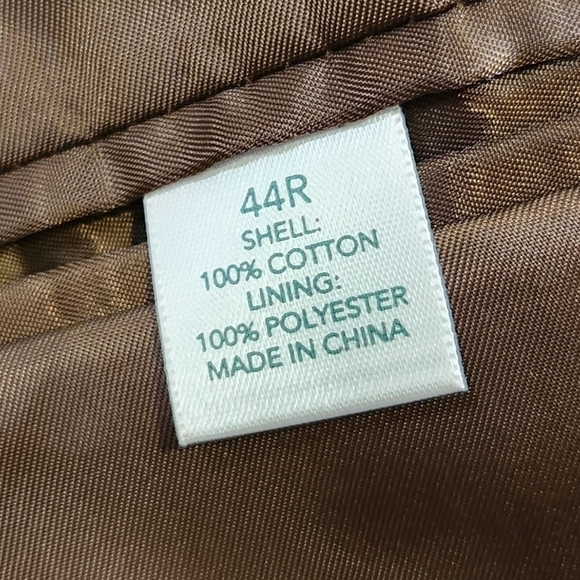 44R
SHELL:
100% COTTON
LINING:
100% POLYESTER
MADE IN CHINA